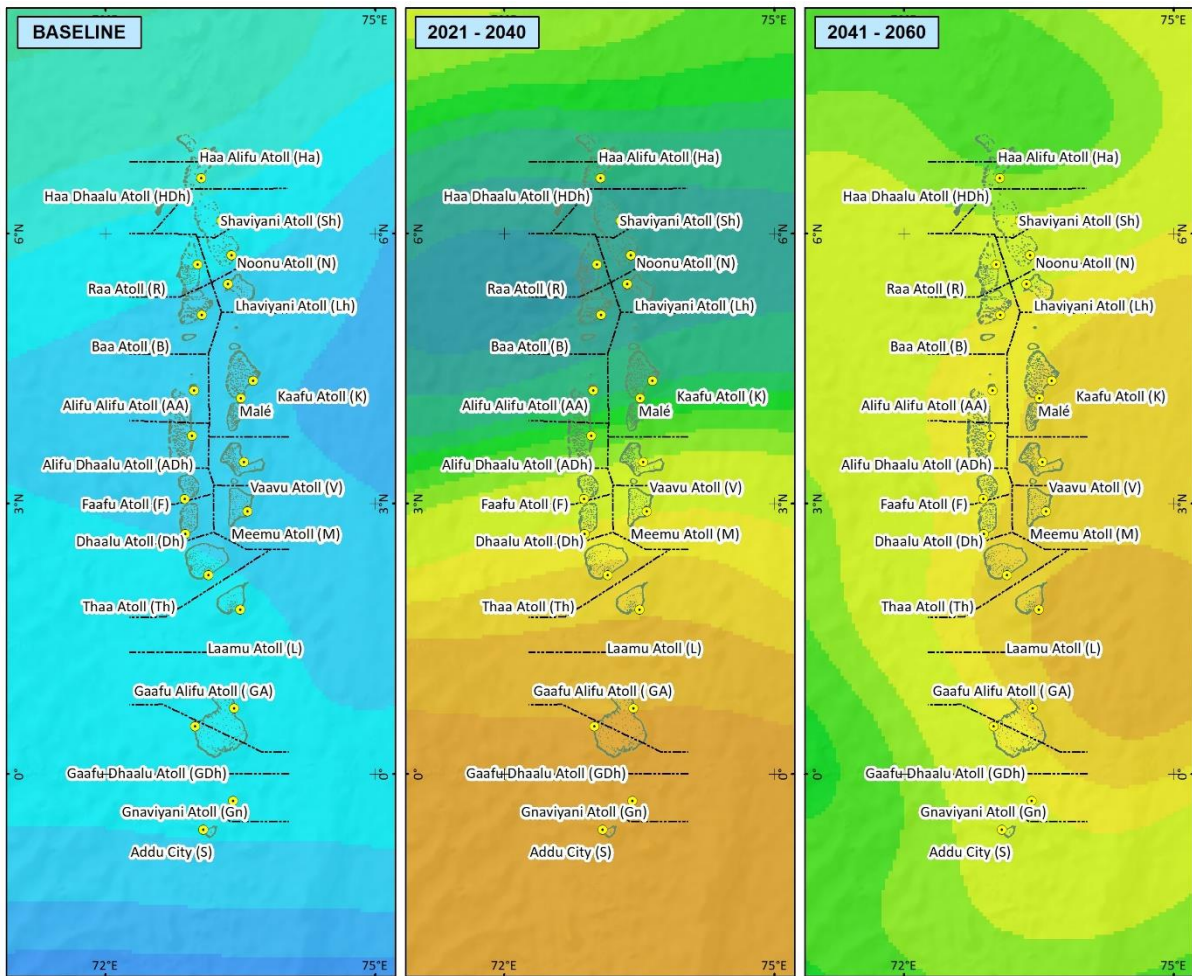 BASELINE
75°E
Haa Alifu Atoll (Ha)
Haa Dhaalu Atoll (HDh)
Shaviyani Atoll (Sh)
6°N
6°N
Noonu Atoll (N)
Raa Atoll (R)
Lhaviyani Atoll (Lh)
Baa Atoll (B)
Kaafu Atoll (K)
Alifu Alifu Atoll (AA)
Malé
Alifu Dhaalu Atoll (ADh)
Vaavu Atoll (V)
3°N
Faafu Atoll (F)
3°N
Meemu Atoll (M)
Dhaalu Atoll (Dh)
Thaa Atoll (Th)
Laamu Atoll (L)
Gaafu Alifu Atoll ( GA)
0°
Gaafu Dhaalu Atoll (GDh)
0°
Gnaviyani Atoll (Gn)
Addu City (S)
72°E
75°E
2021 - 2040
75°E
Haa Alifu Atoll (Ha)
Haa Dhaalu Atoll (HDh)
Shaviyani Atoll (Sh)
6°N
6°N
Noonu Atoll (N)
Raa Atoll (R)
Lhaviyani Atoll (Lh)
Baa Atoll (B)
Kaafu Atoll (K)
Alifu Alifu Atoll (AA)
Malé
Alifu Dhaalu Atoll (ADh)
Vaavu Atoll (V)
3°N
Faafu Atoll (F)
3°N
Meemu Atoll (M)
Dhaalu Atoll (Dh)
Thaa Atoll (Th)
Laamu Atoll (L)
Gaafu Alifu Atoll ( GA)
0°
Gaafu Dhaalu Atoll (GDh)
0°
Gnaviyani Atoll (Gn)
Addu City (S)
72°E
75°E
2041 - 2060
75°E
Haa Alifu Atoll (Ha)
Haa Dhaalu Atoll (HDh)
Shaviyani Atoll (Sh)
6°N
6°N
Noonu Atoll (N)
Raa Atoll (R)
Lhaviyani Atoll (Lh)
Baa Atoll (B)
Kaafu Atoll (K)
Alifu Alifu Atoll (AA)
Malé
Alifu Dhaalu Atoll (ADh)
Vaavu Atoll (V)
3°N
Faafu Atoll (F)
3°N
Meemu Atoll (M)
Dhaalu Atoll (Dh)
Thaa Atoll (Th)
Laamu Atoll (L)
Gaafu Alifu Atoll ( GA)
0°
Gaafu Dhaalu Atoll (GDh)
0°
Gnaviyani Atoll (Gn)
Addu City (S)
72°E
75°E